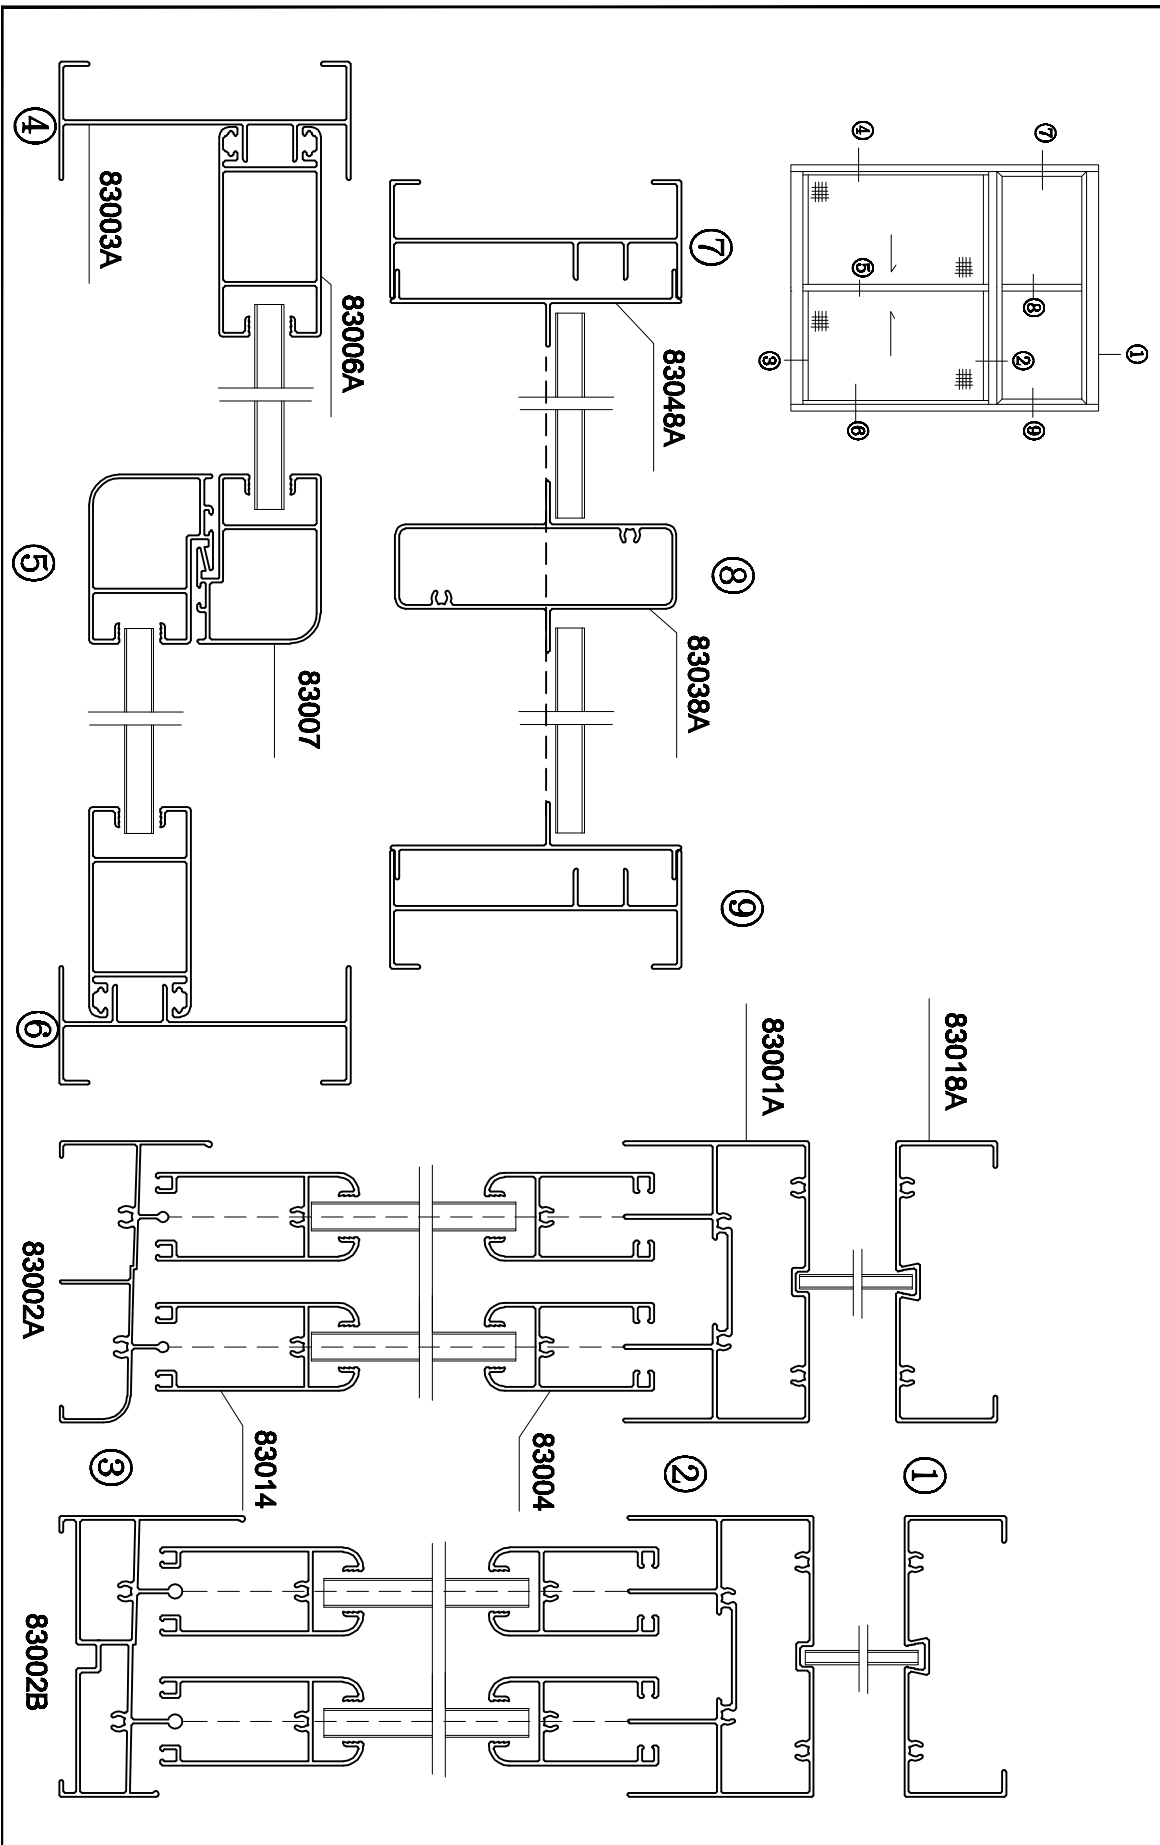 ⑦
④
⑧
⑤
①
②
③
⑨
⑥
④
83003A
83006A
⑦
83048A
⑤
83007
⑧
83038A
⑥
⑨
83018A
83001A
83002A
③
83014
83004
②
①
83002B